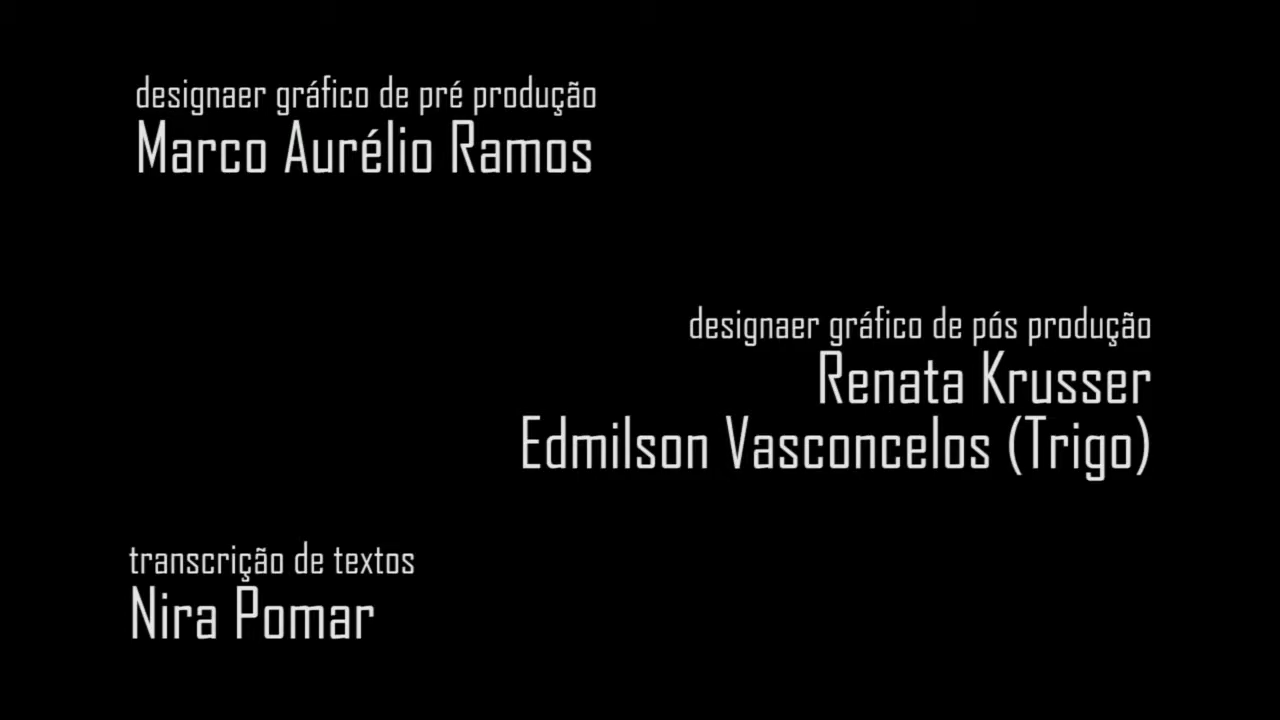 designaer gráfico de pré produção
Marco Aurélio Ramos
designaer gráfico de pós produção
Renata Krusser
Edmilson Vasconcelos (Trigo)
transcrição de textos
Nira Pomar